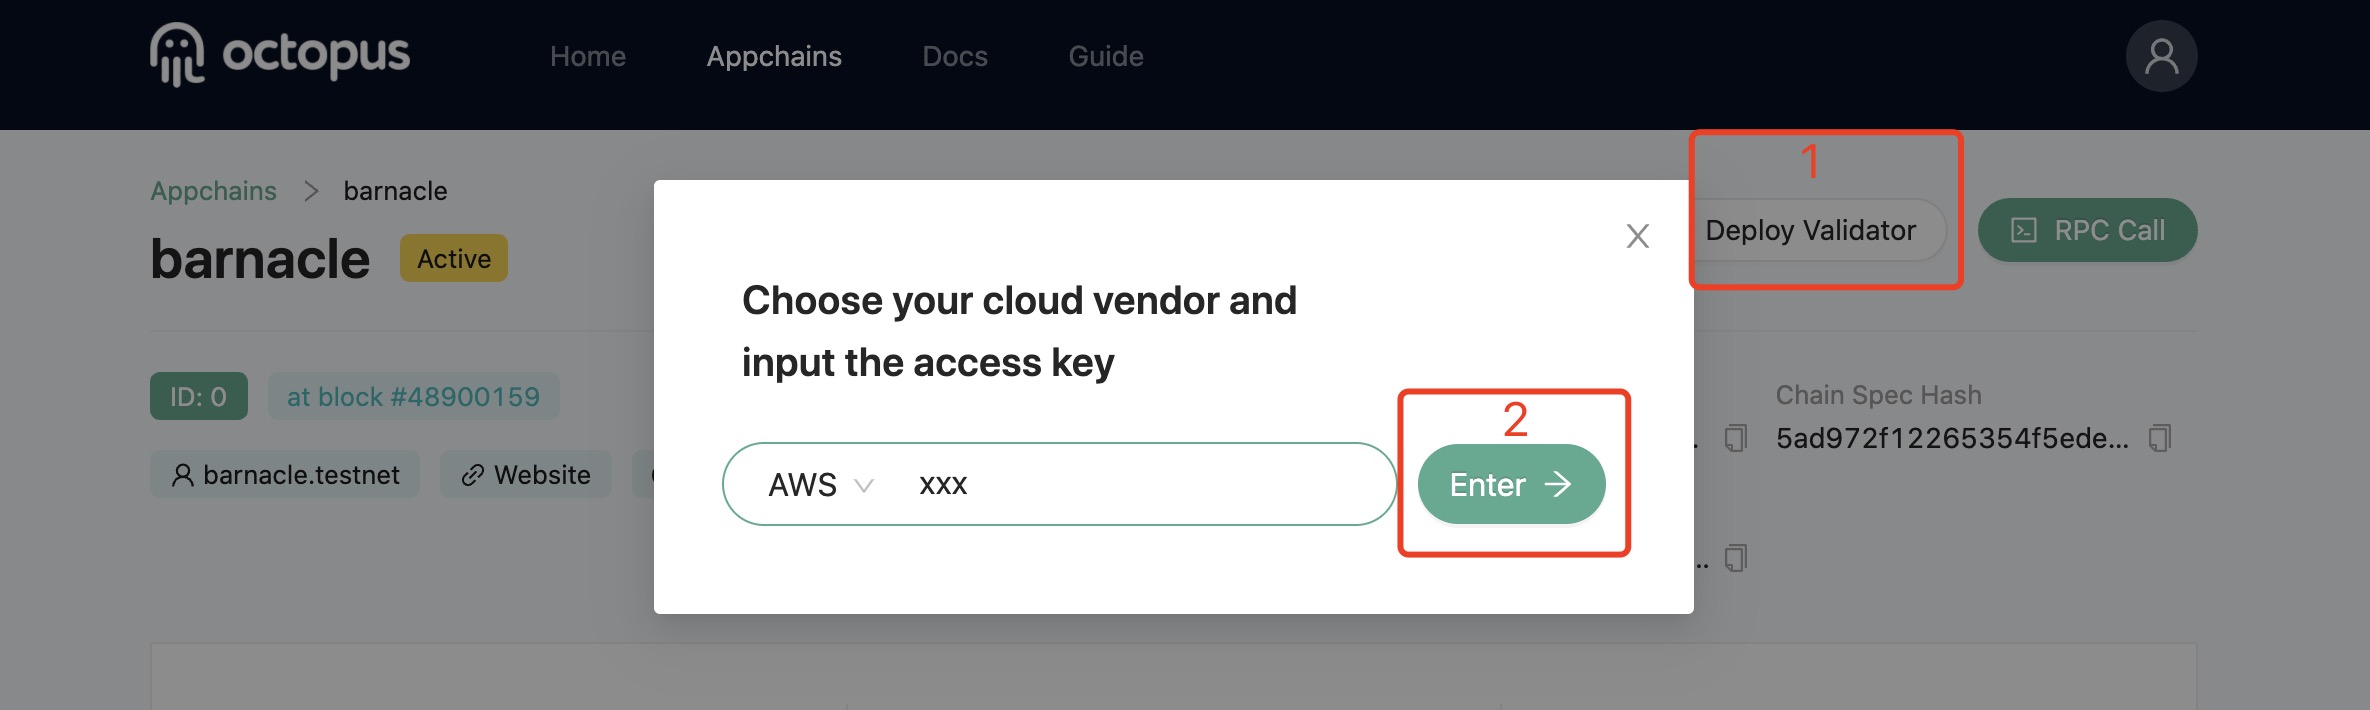 octopus
Home
Appchains
Docs
Guide
Appchains > barnacle
barnacle
Active
1
Deploy Validator
RPC Call
Choose your cloud vendor and
input the access key
X
ID: 0
at block #48900159
Chain Spec Hash
5ad972f12265354f5ede...
barnacle.testnet
Website
AWS
xxx
2
Enter →